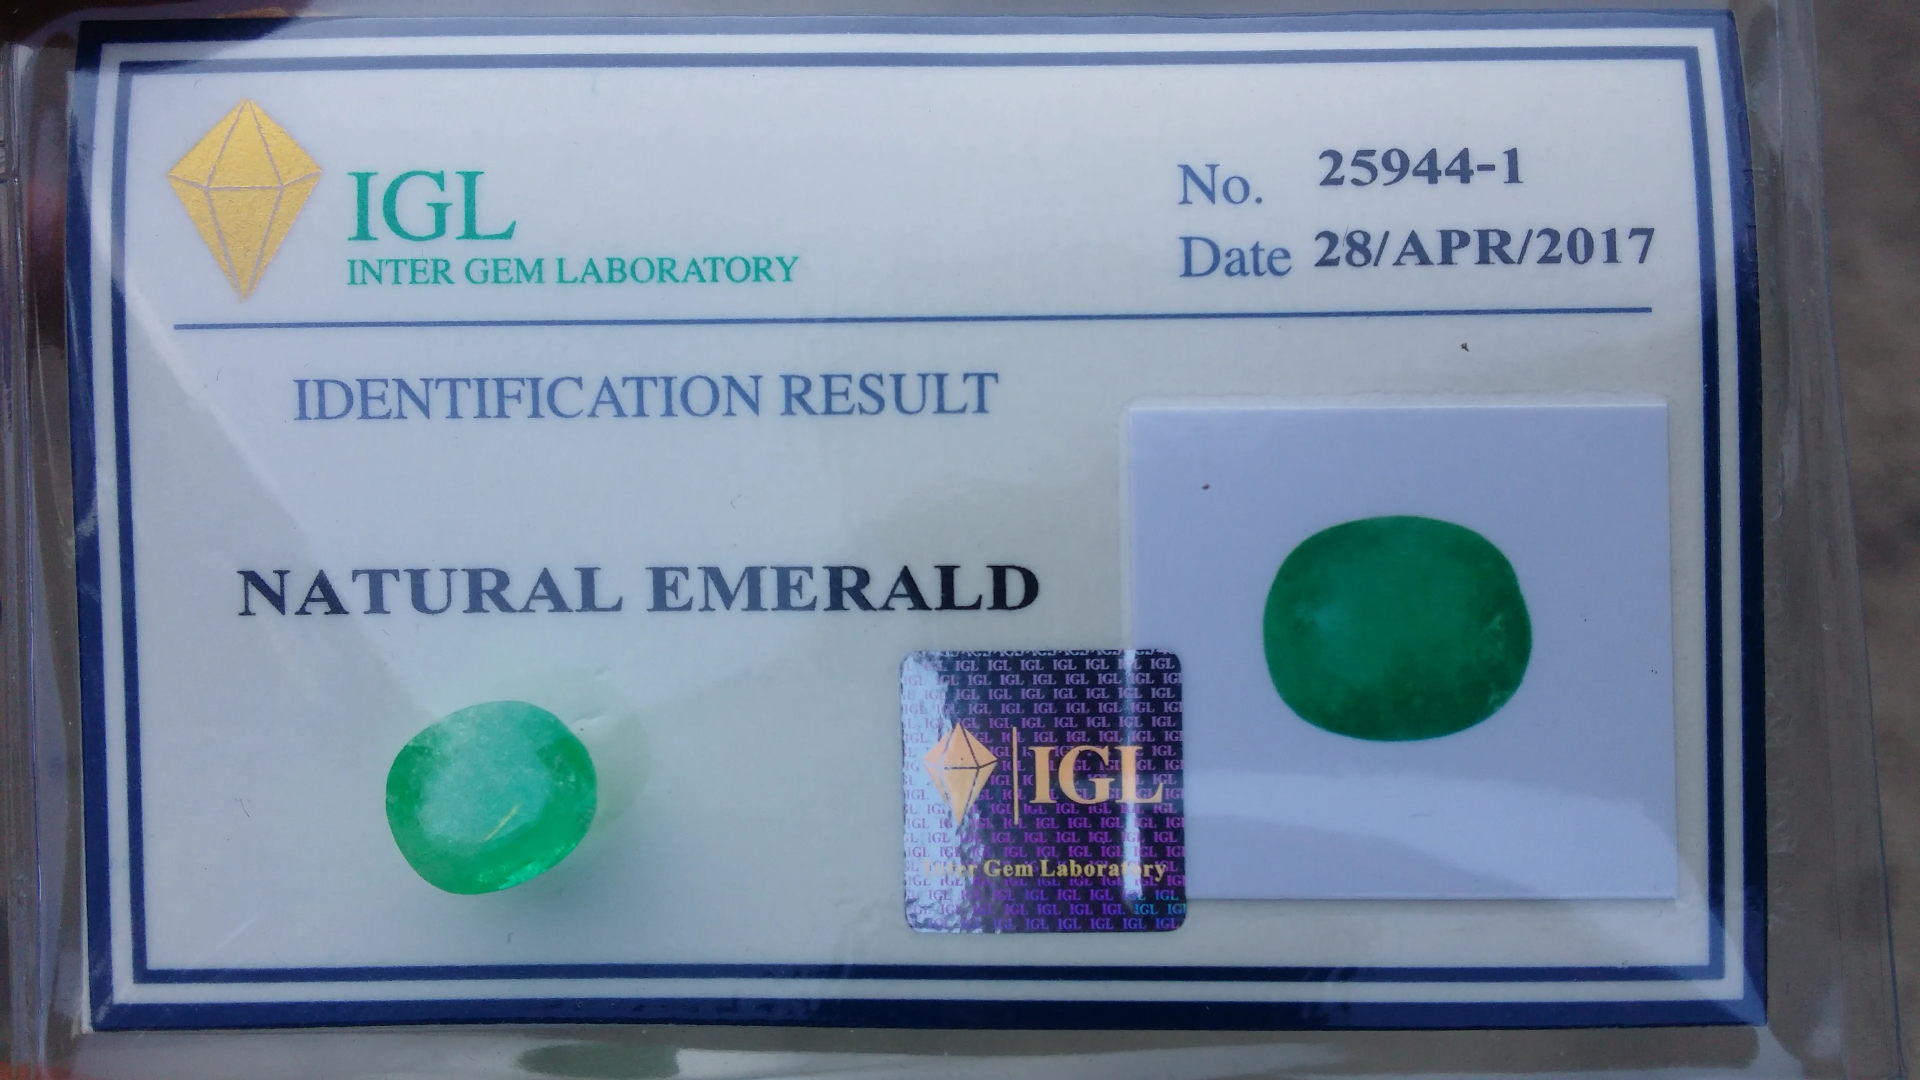 IGL
INTER GEM LABORATORY
No. 25944-1
Date 28/APR/2017
IDENTIFICATION RESULT
NATURAL EMERALD
IGL
Inter Gem Laboratory